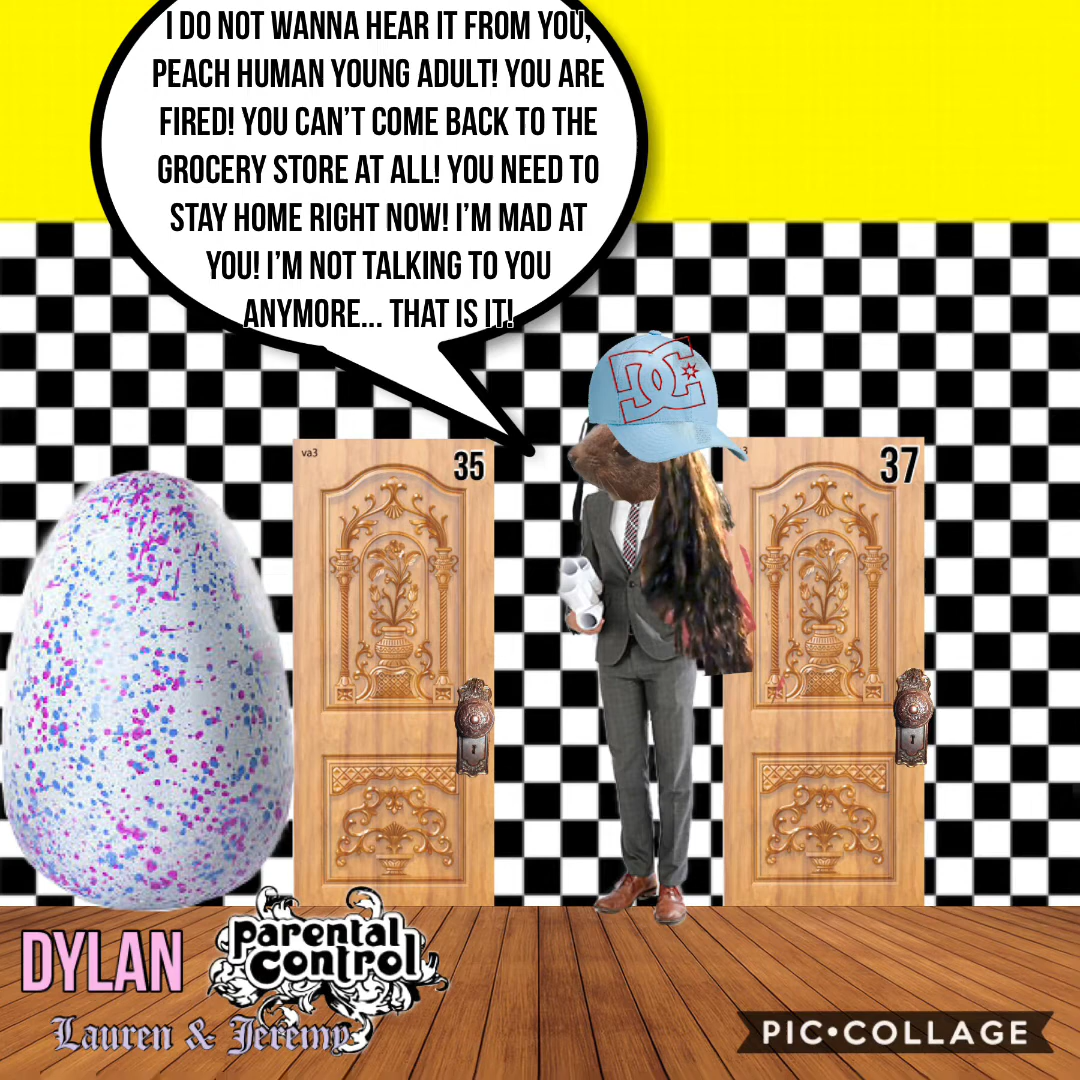 I DO NOT WANNA HEAR IT FROM YOU,
PEACH HUMAN YOUNG ADULT! YOU ARE
FIRED! YOU CAN'T COME BACK TO THE
GROCERY STORE AT ALL! YOU NEED TO
STAY HOME RIGHT NOW! I'M MAD AT
YOU! I'M NOT TALKING TO YOU
ANYMORE... THAT IS IT!
DC
va3
35
3
37
DYLAN
parental
control
Lauren & Jeremy
PIC•COLLAGE